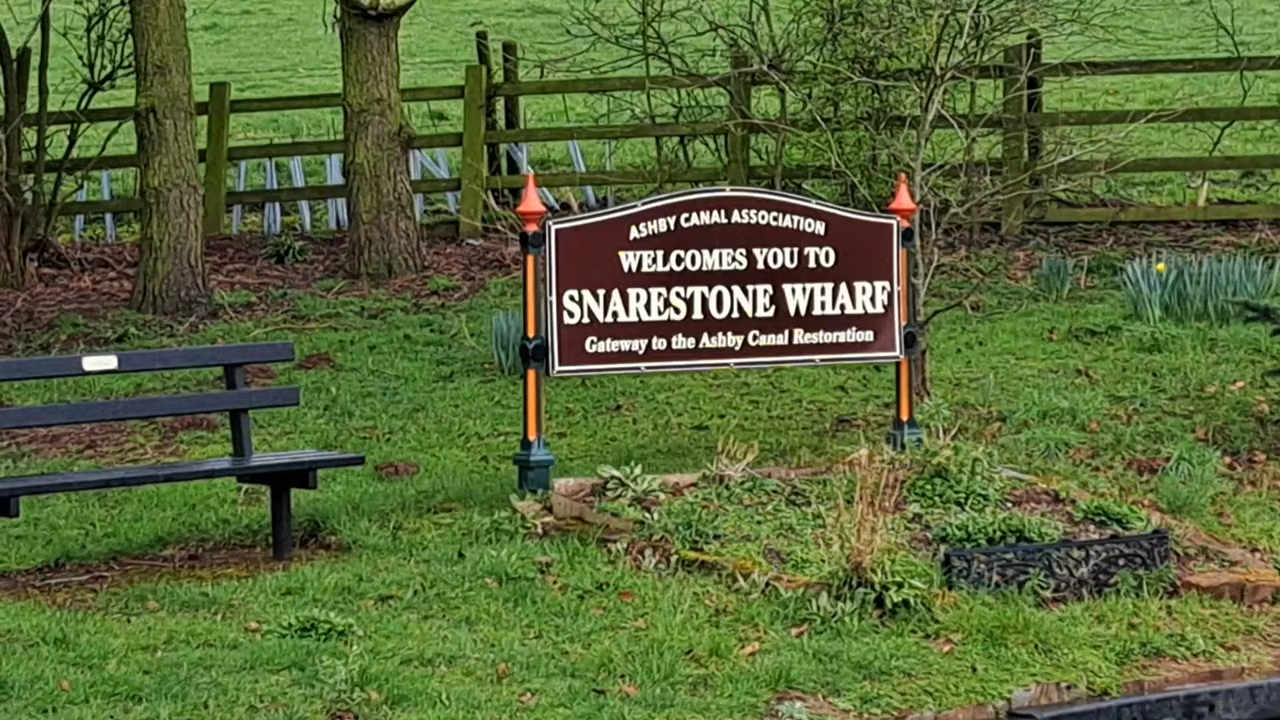 ASHBY CANAL ASSOCIATION
WELCOMES YOU TO
SNARESTONE WHARF
Gateway to the Ashby Canal Restoration